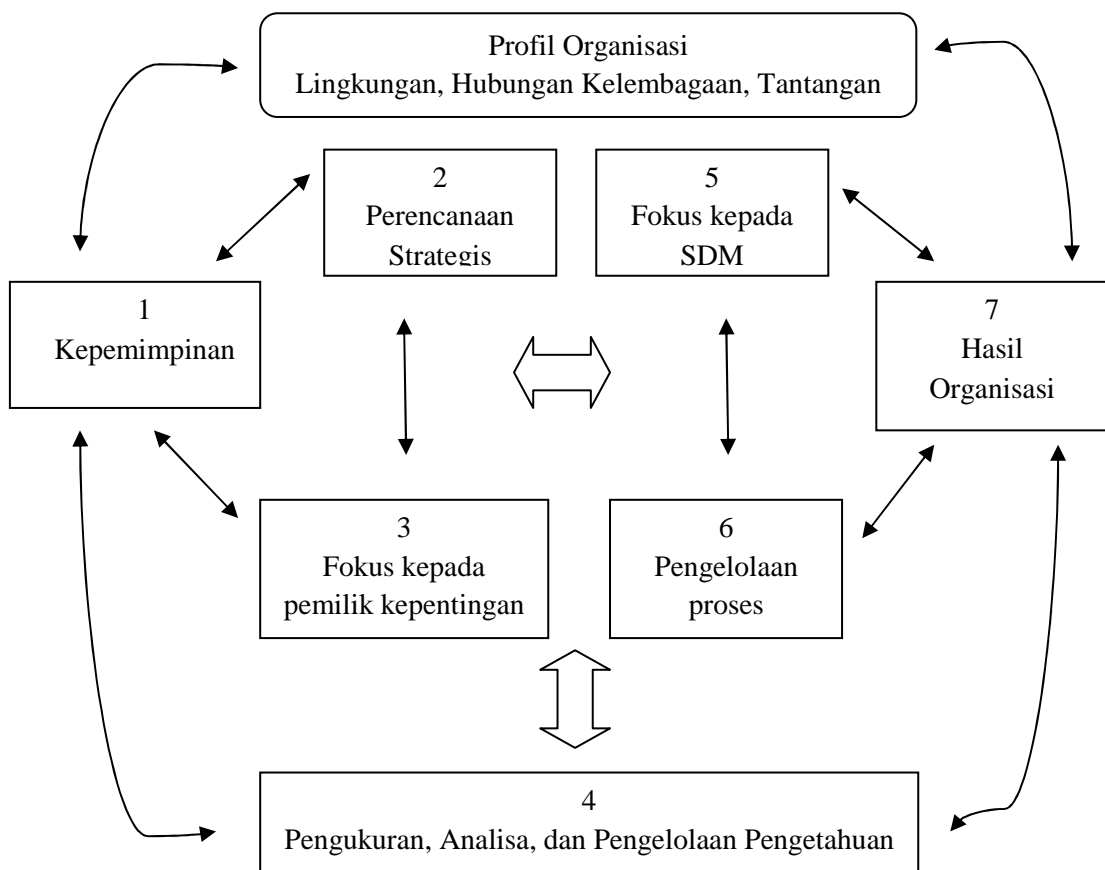 Profil Organisasi
Lingkungan, Hubungan Kelembagaan, Tantangan
2
Perencanaan
Strategis
5
Fokus kepada
SDM
1
Kepemimpinan
7
Hasil
Organisasi
3
Fokus kepada
pemilik kepentingan
6
Pengelolaan
proses
4
Pengukuran, Analisa, dan Pengelolaan Pengetahuan